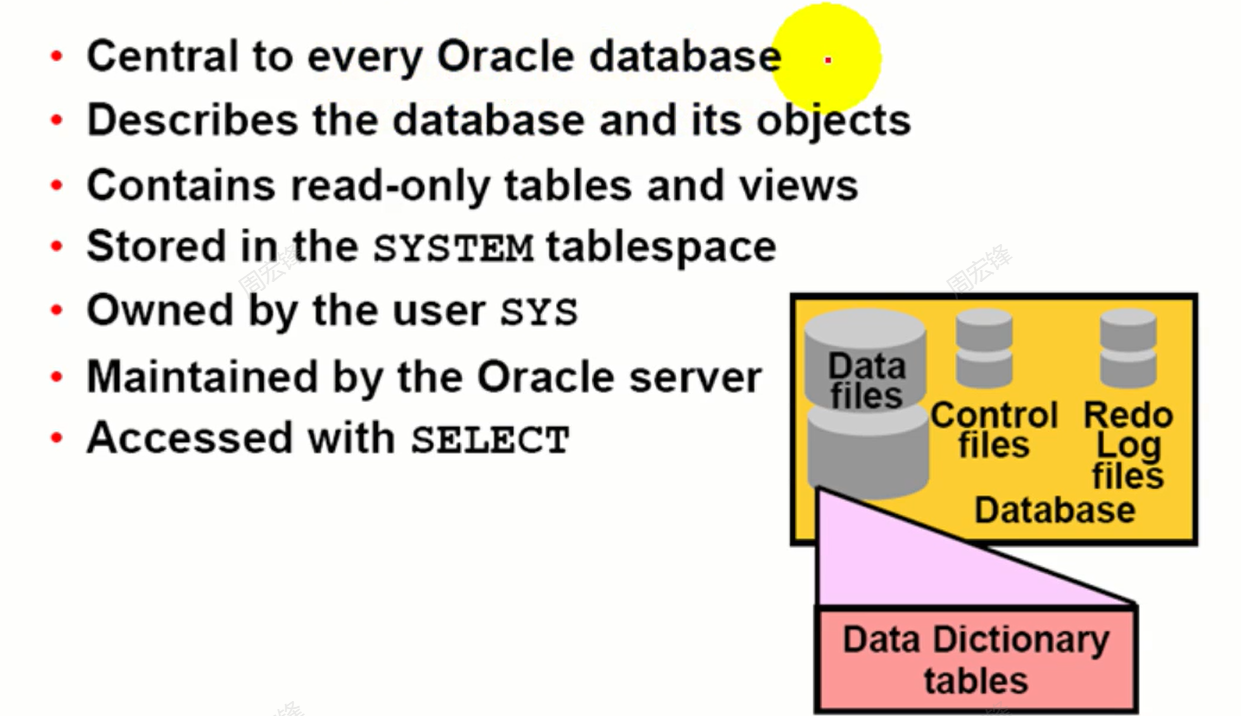 Central to every Oracle database
Describes the database and its objects
Contains read-only tables and views
Stored in the SYSTEM tablespace
Owned by the user SYS
Maintained by the Oracle server
Accessed with SELECT
Data
files
Control
files
Redo
Log
files
Database
Data Dictionary
tables
周宏锋
周宏锋